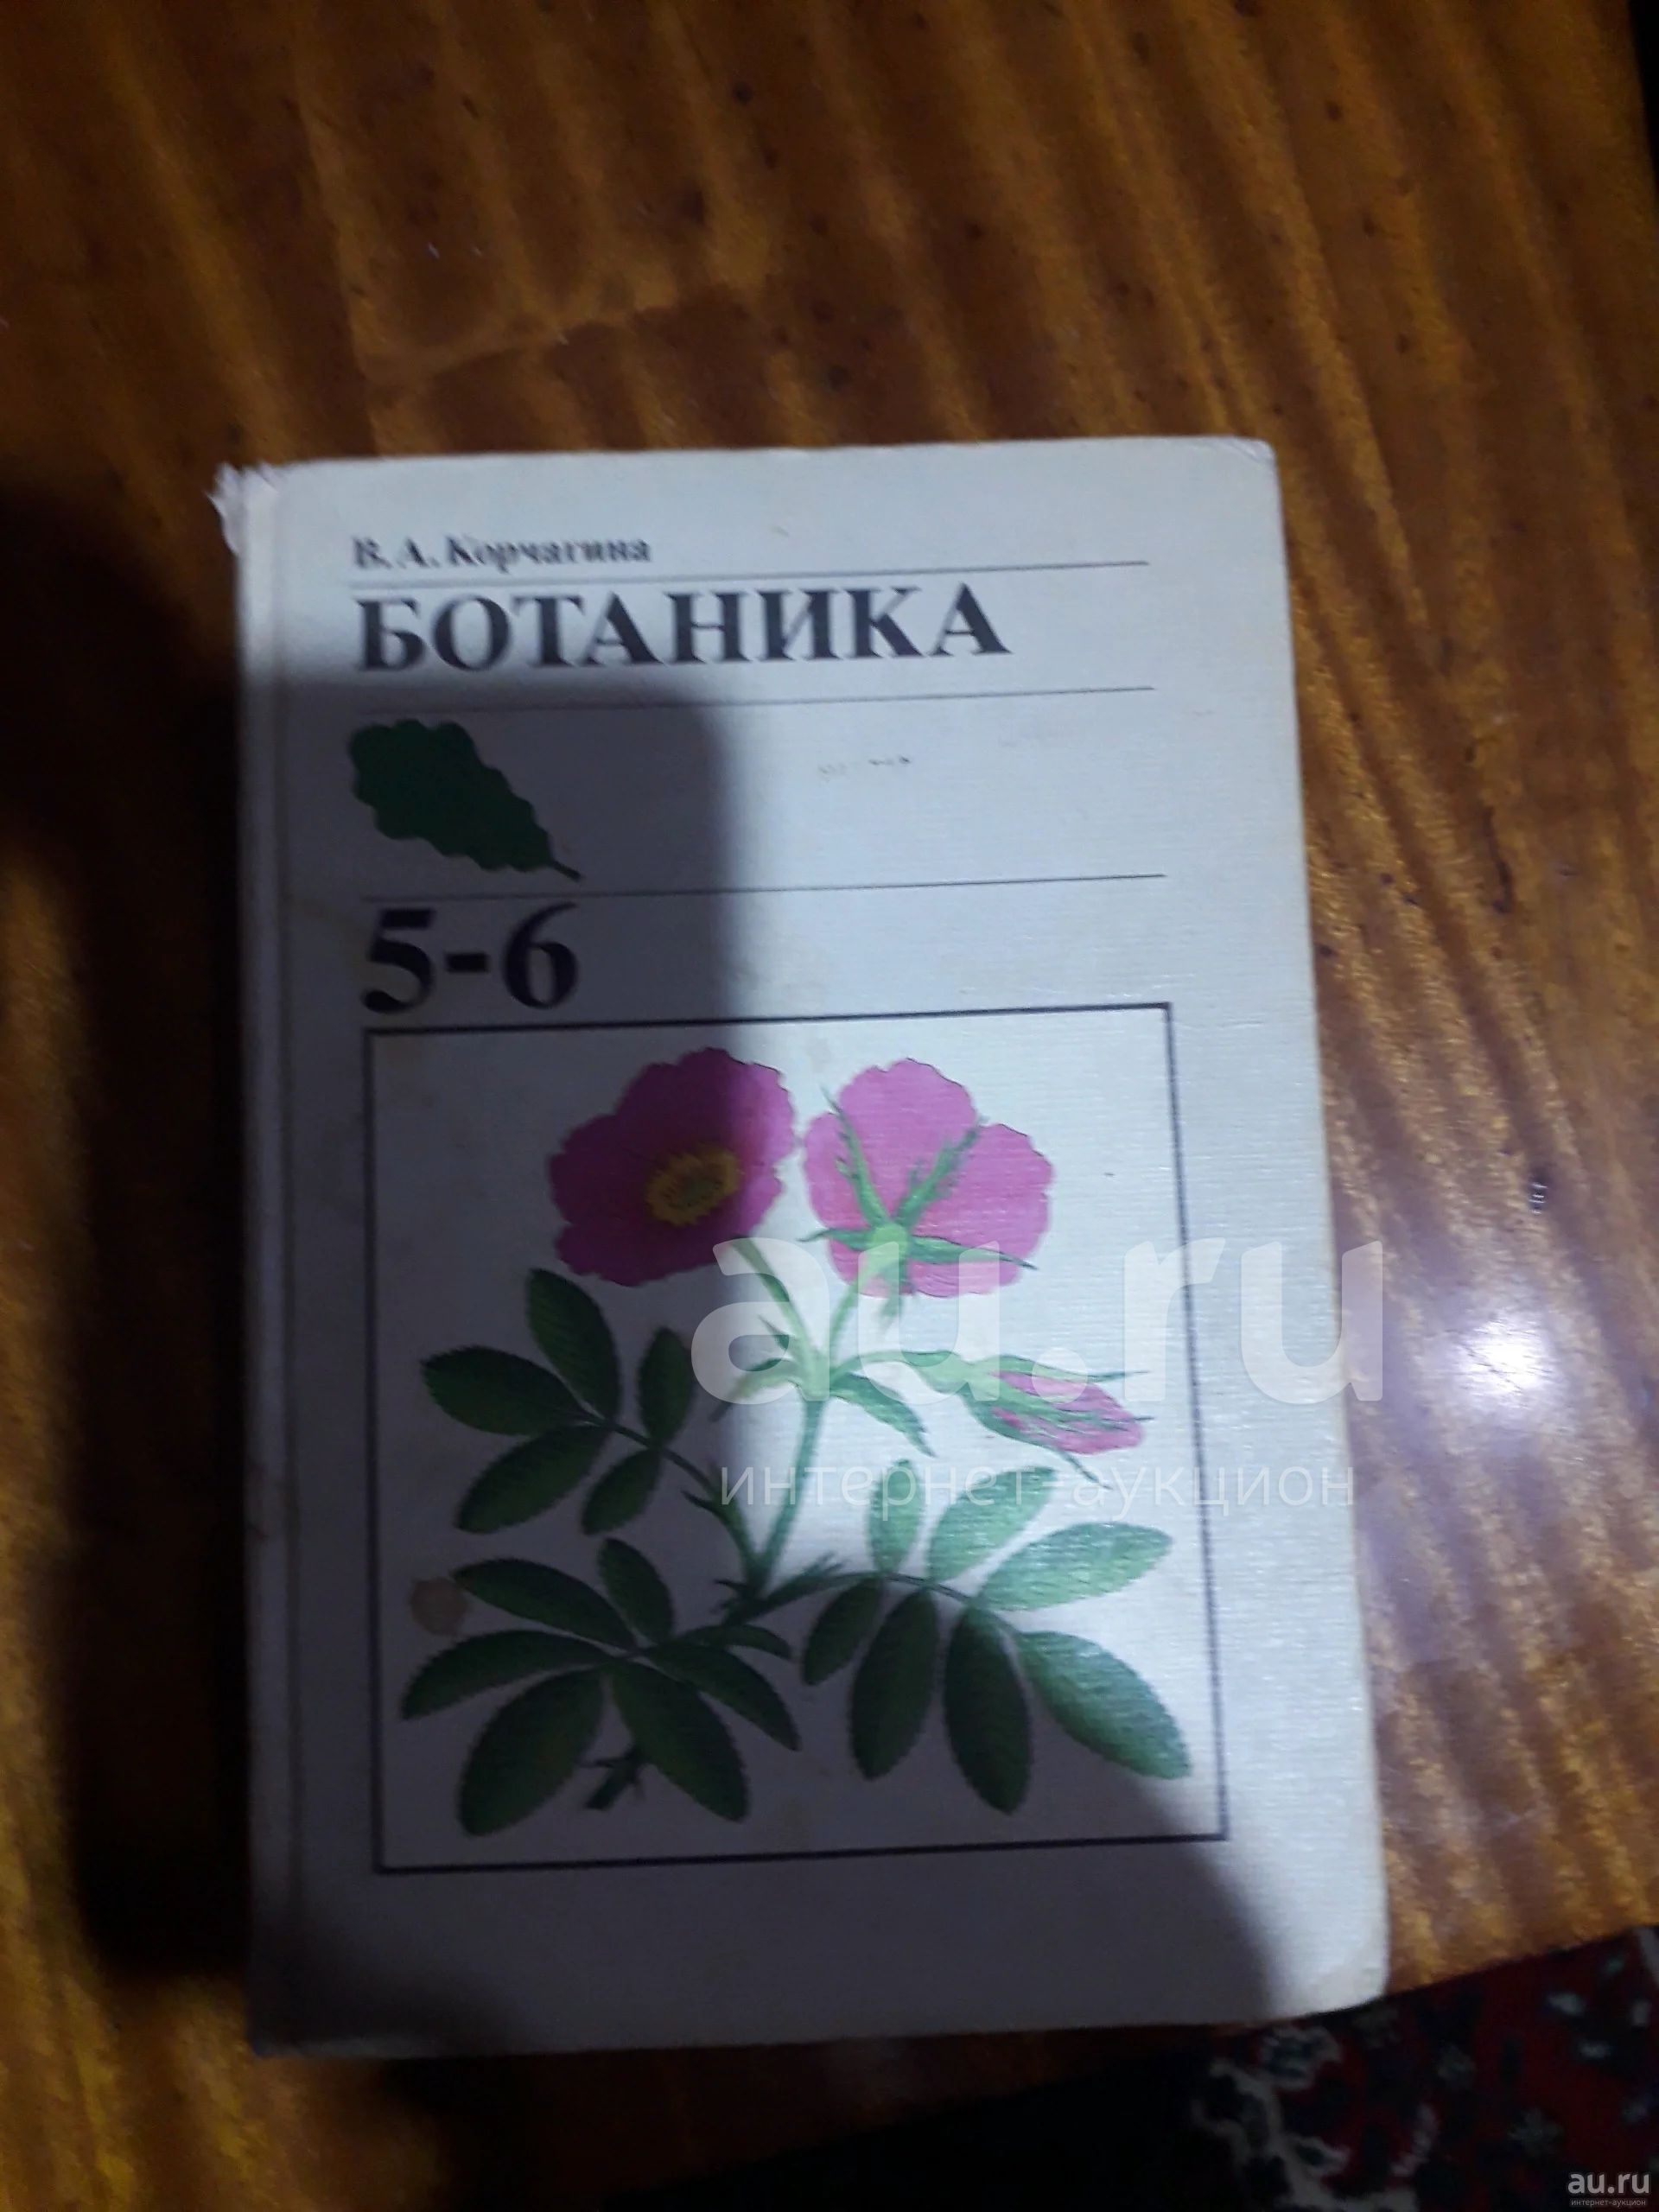 В. А. Корчагина
БОТАНИКА
5-6
au.ru
интернет-аукцион
au.ru
интернет-аукцион